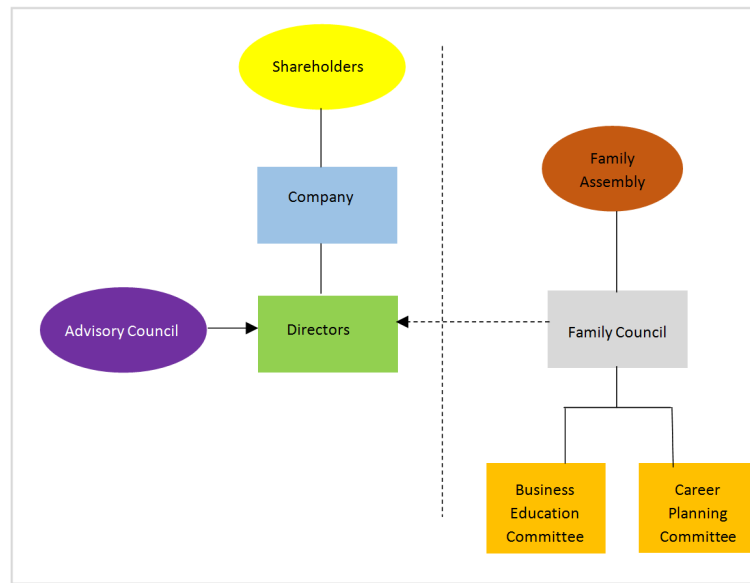 Shareholders
Family
Assembly
Company
Advisory Council
Directors
Family Council
Business
Education
Committee
Career
Planning
Committee